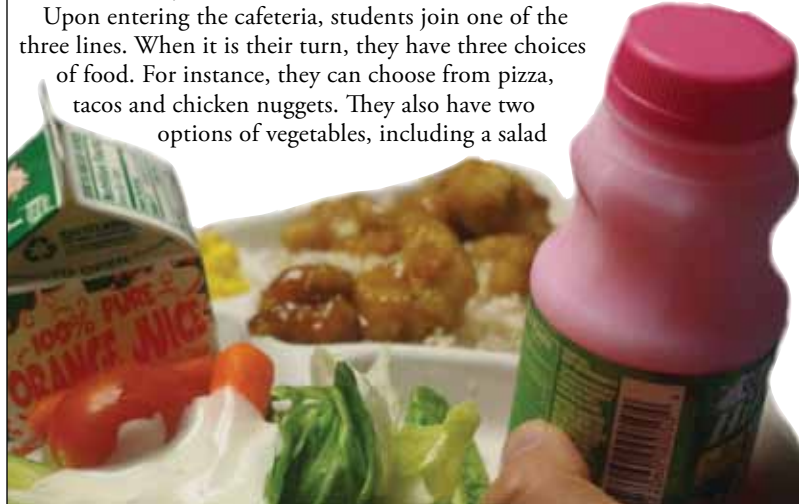 Upon entering the cafeteria, students join one of the
three lines. When it is their turn, they have three choices
of food. For instance, they can choose from pizza,
tacos and chicken nuggets. They also have two
options of vegetables, including a salad
100% PURE
ORANGE JUICE